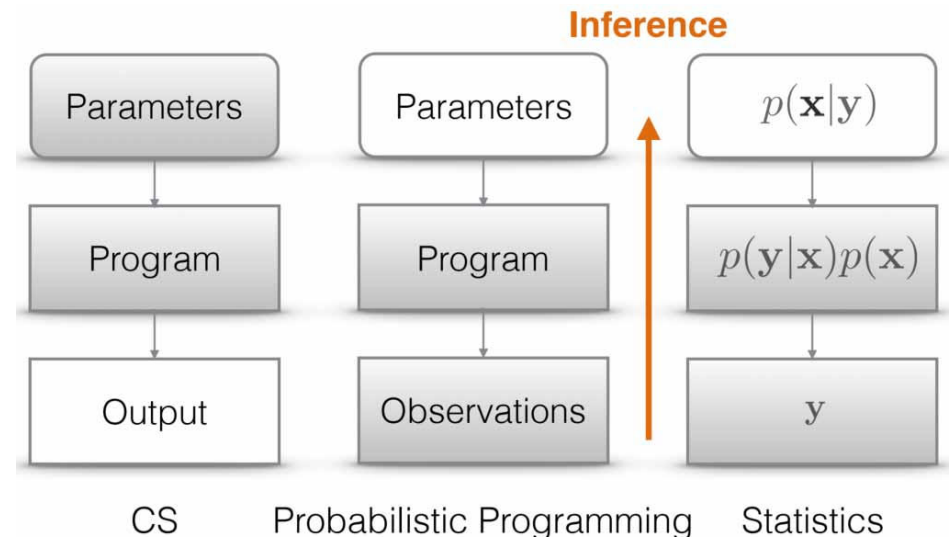 Inference
Parameters
Parameters
p(x|y)
Program
Program
p(y|x)p(x)
Output
Observations
y
CS
Probabilistic Programming
Statistics